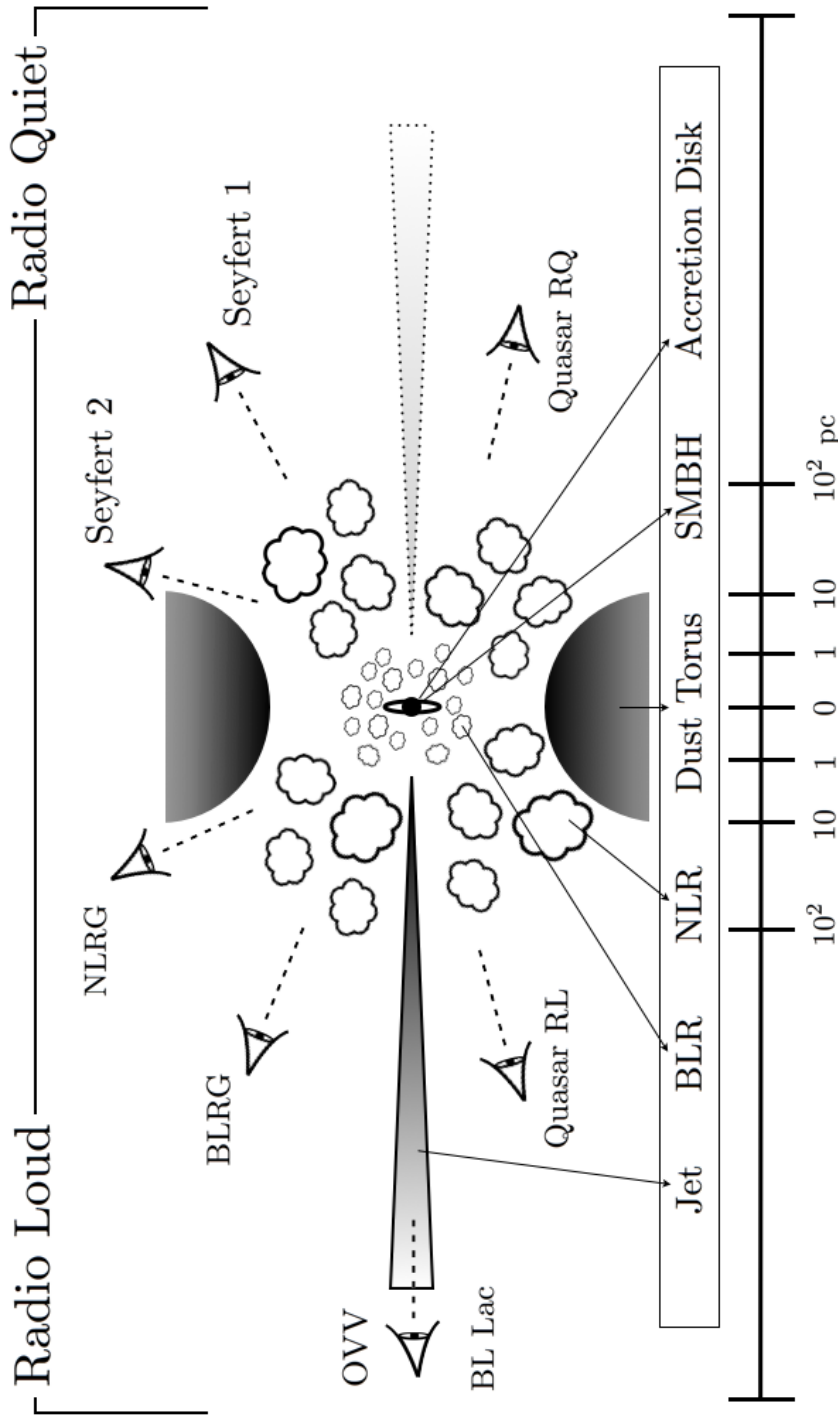 Radio Loud
Radio Quiet
Seyfert 2
NLRG
Seyfert 1
BLRG
OVV
BL Lac
Quasar RL
Quasar RQ
Jet
BLR
NLR
Dust Torus
SMBH
Accretion Disk
10² 10 1 0 1 10 10² pc